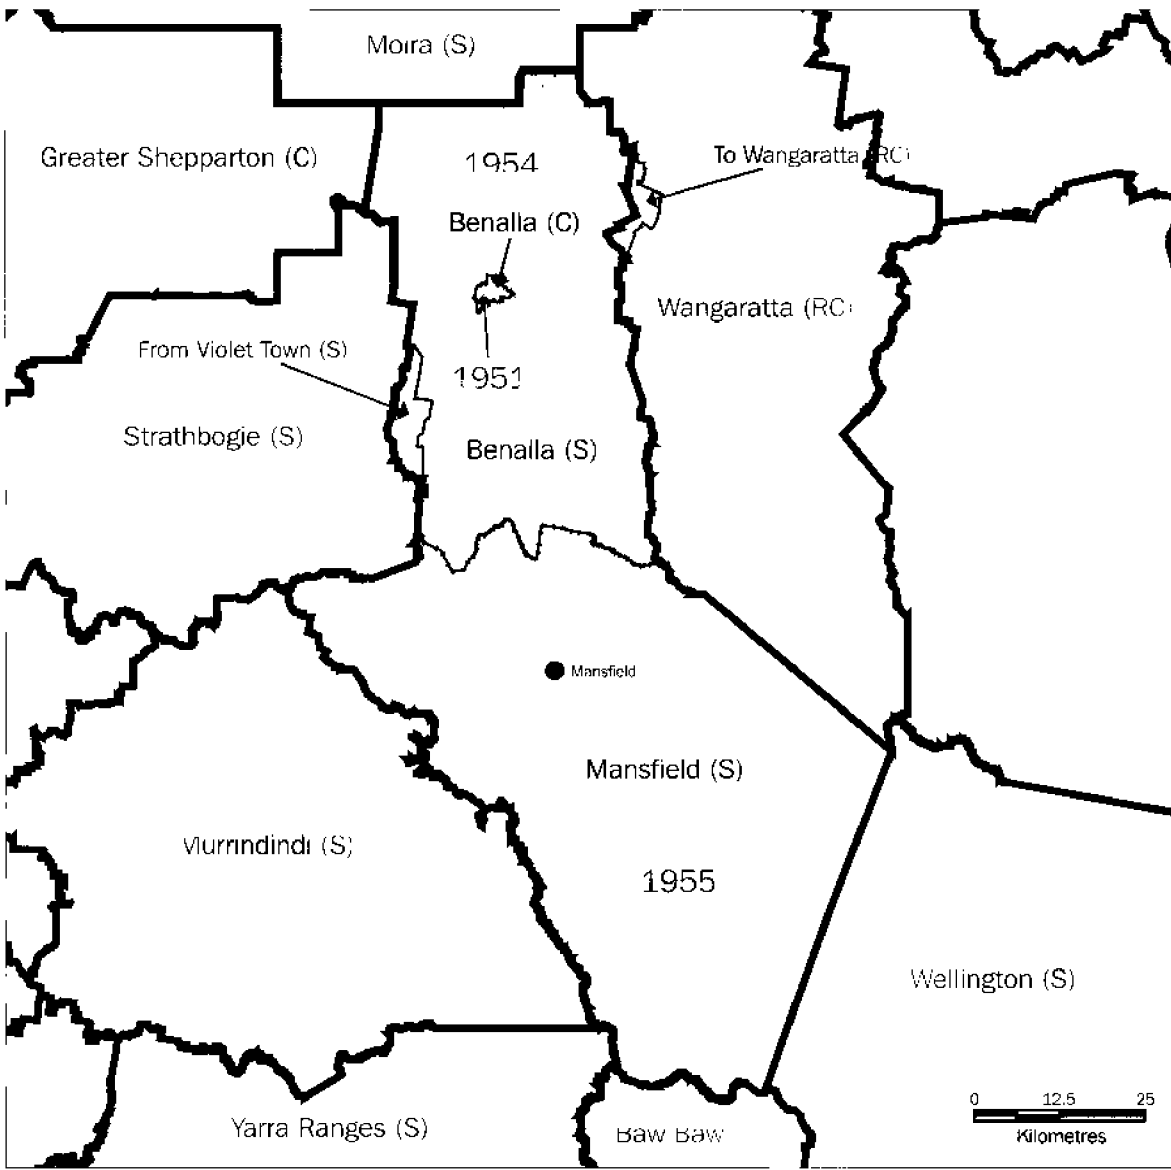 Moira (S)
Greater Shepparton (C)
1954
To Wangaratta (RC)
Benalla (C)
Wangaratta (RC)
From Violet Town (S)
1951
Strathbogie (S)
Benalla (S)
Mansfield
Mansfield (S)
Murrindindi (S)
1955
Wellington (S)
0 12.5 25
Kilometres
Yarra Ranges (S)
Baw Baw